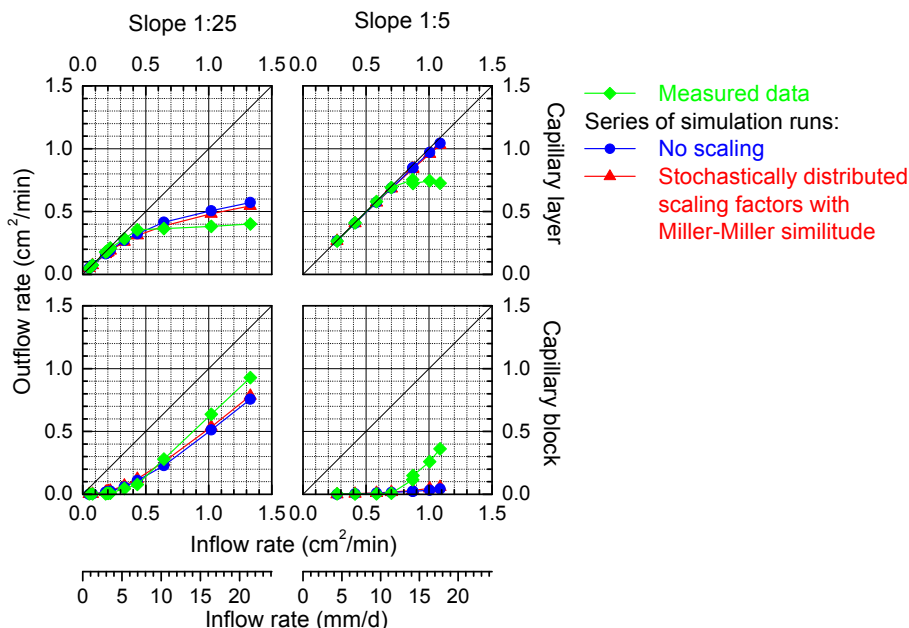 Slope 1:25
Slope 1:5
0.0 0.5 1.0 1.5
0.0 0.5 1.0 1.5
1.5
1.0
0.5
0.0
1.5
1.0
0.5
0.0
Capillary layer
Measured data
Series of simulation runs:
No scaling
Stochastically distributed
scaling factors with
Miller-Miller similitude
Outflow rate (cm²/min)
1.5
1.0
0.5
0.0
1.5
1.0
0.5
0.0
Capillary block
0.0 0.5 1.0 1.5
0.0 0.5 1.0 1.5
Inflow rate (cm²/min)
0 5 10 15 20
0 5 10 15 20
Inflow rate (mm/d)